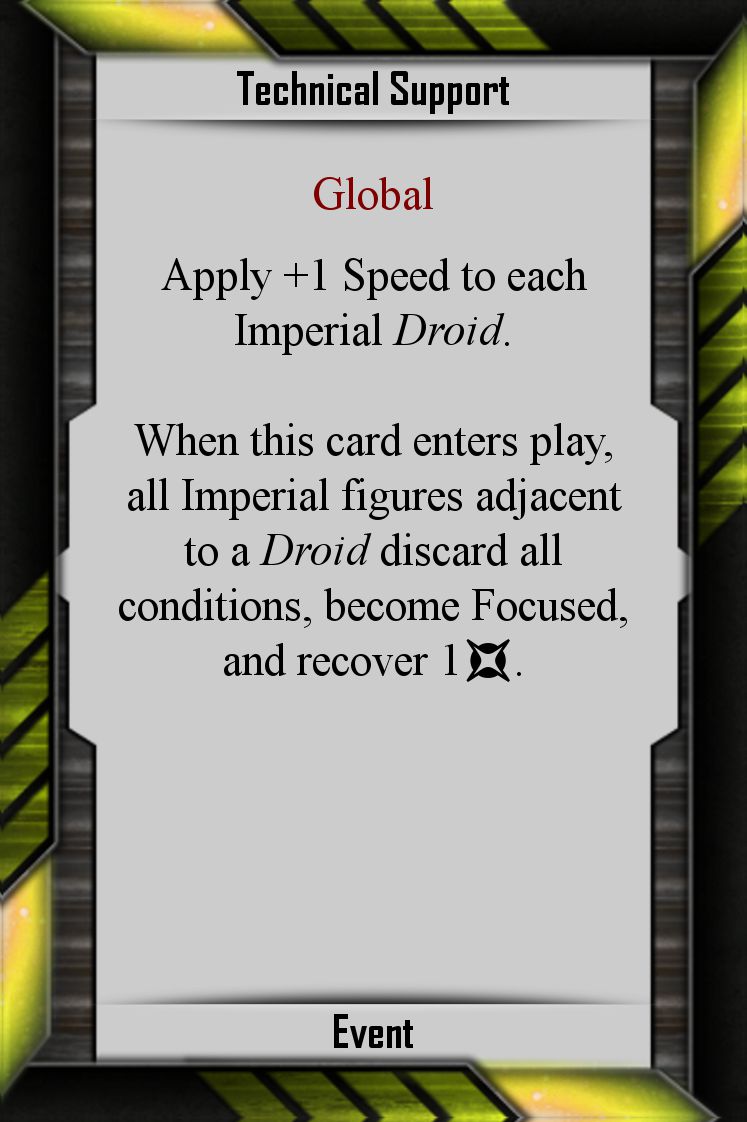 Technical Support
Global
Apply +1 Speed to each
Imperial Droid.
When this card enters play,
all Imperial figures adjacent
to a Droid discard all
conditions, become Focused,
and recover 1 .
Event